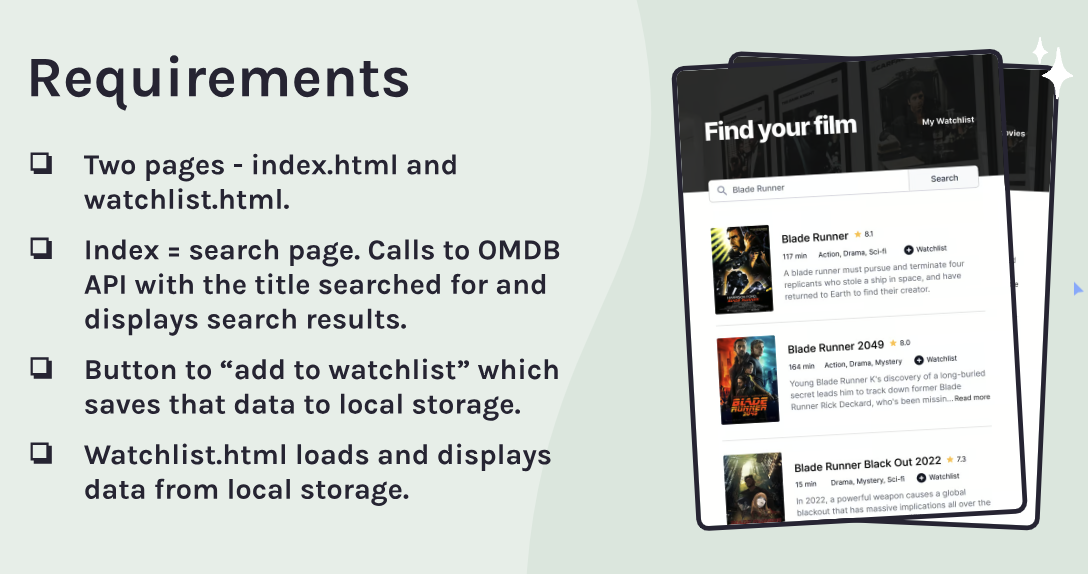 Requirements
Two pages - index.html and
watchlist.html.
Index = search page. Calls to OMDB
API with the title searched for and
displays search results.
Button to “add to watchlist” which
saves that data to local storage.
Watchlist.html loads and displays
data from local storage.
Find your film
My Watchlist
Blade Runner
Search
Blade Runner 8.1
117 min Action, Drama, Sci-fi Watchlist
A blade runner must pursue and terminate four
replicants who stole a ship in space, and have
returned to Earth to find their creator.
Blade Runner 2049 8.0
164 min Action, Drama, Mystery Watchlist
Young Blade Runner K's discovery of a long-buried
secret leads him to track down former Blade
Runner Rick Deckard, who's been missin... Read more
BLADE
RUNNER
2049
Blade Runner Black Out 2022 7.3
15 min Drama, Mystery, Sci-fi Watchlist
In 2022, a powerful weapon causes a global
blackout that has massive implications all over the